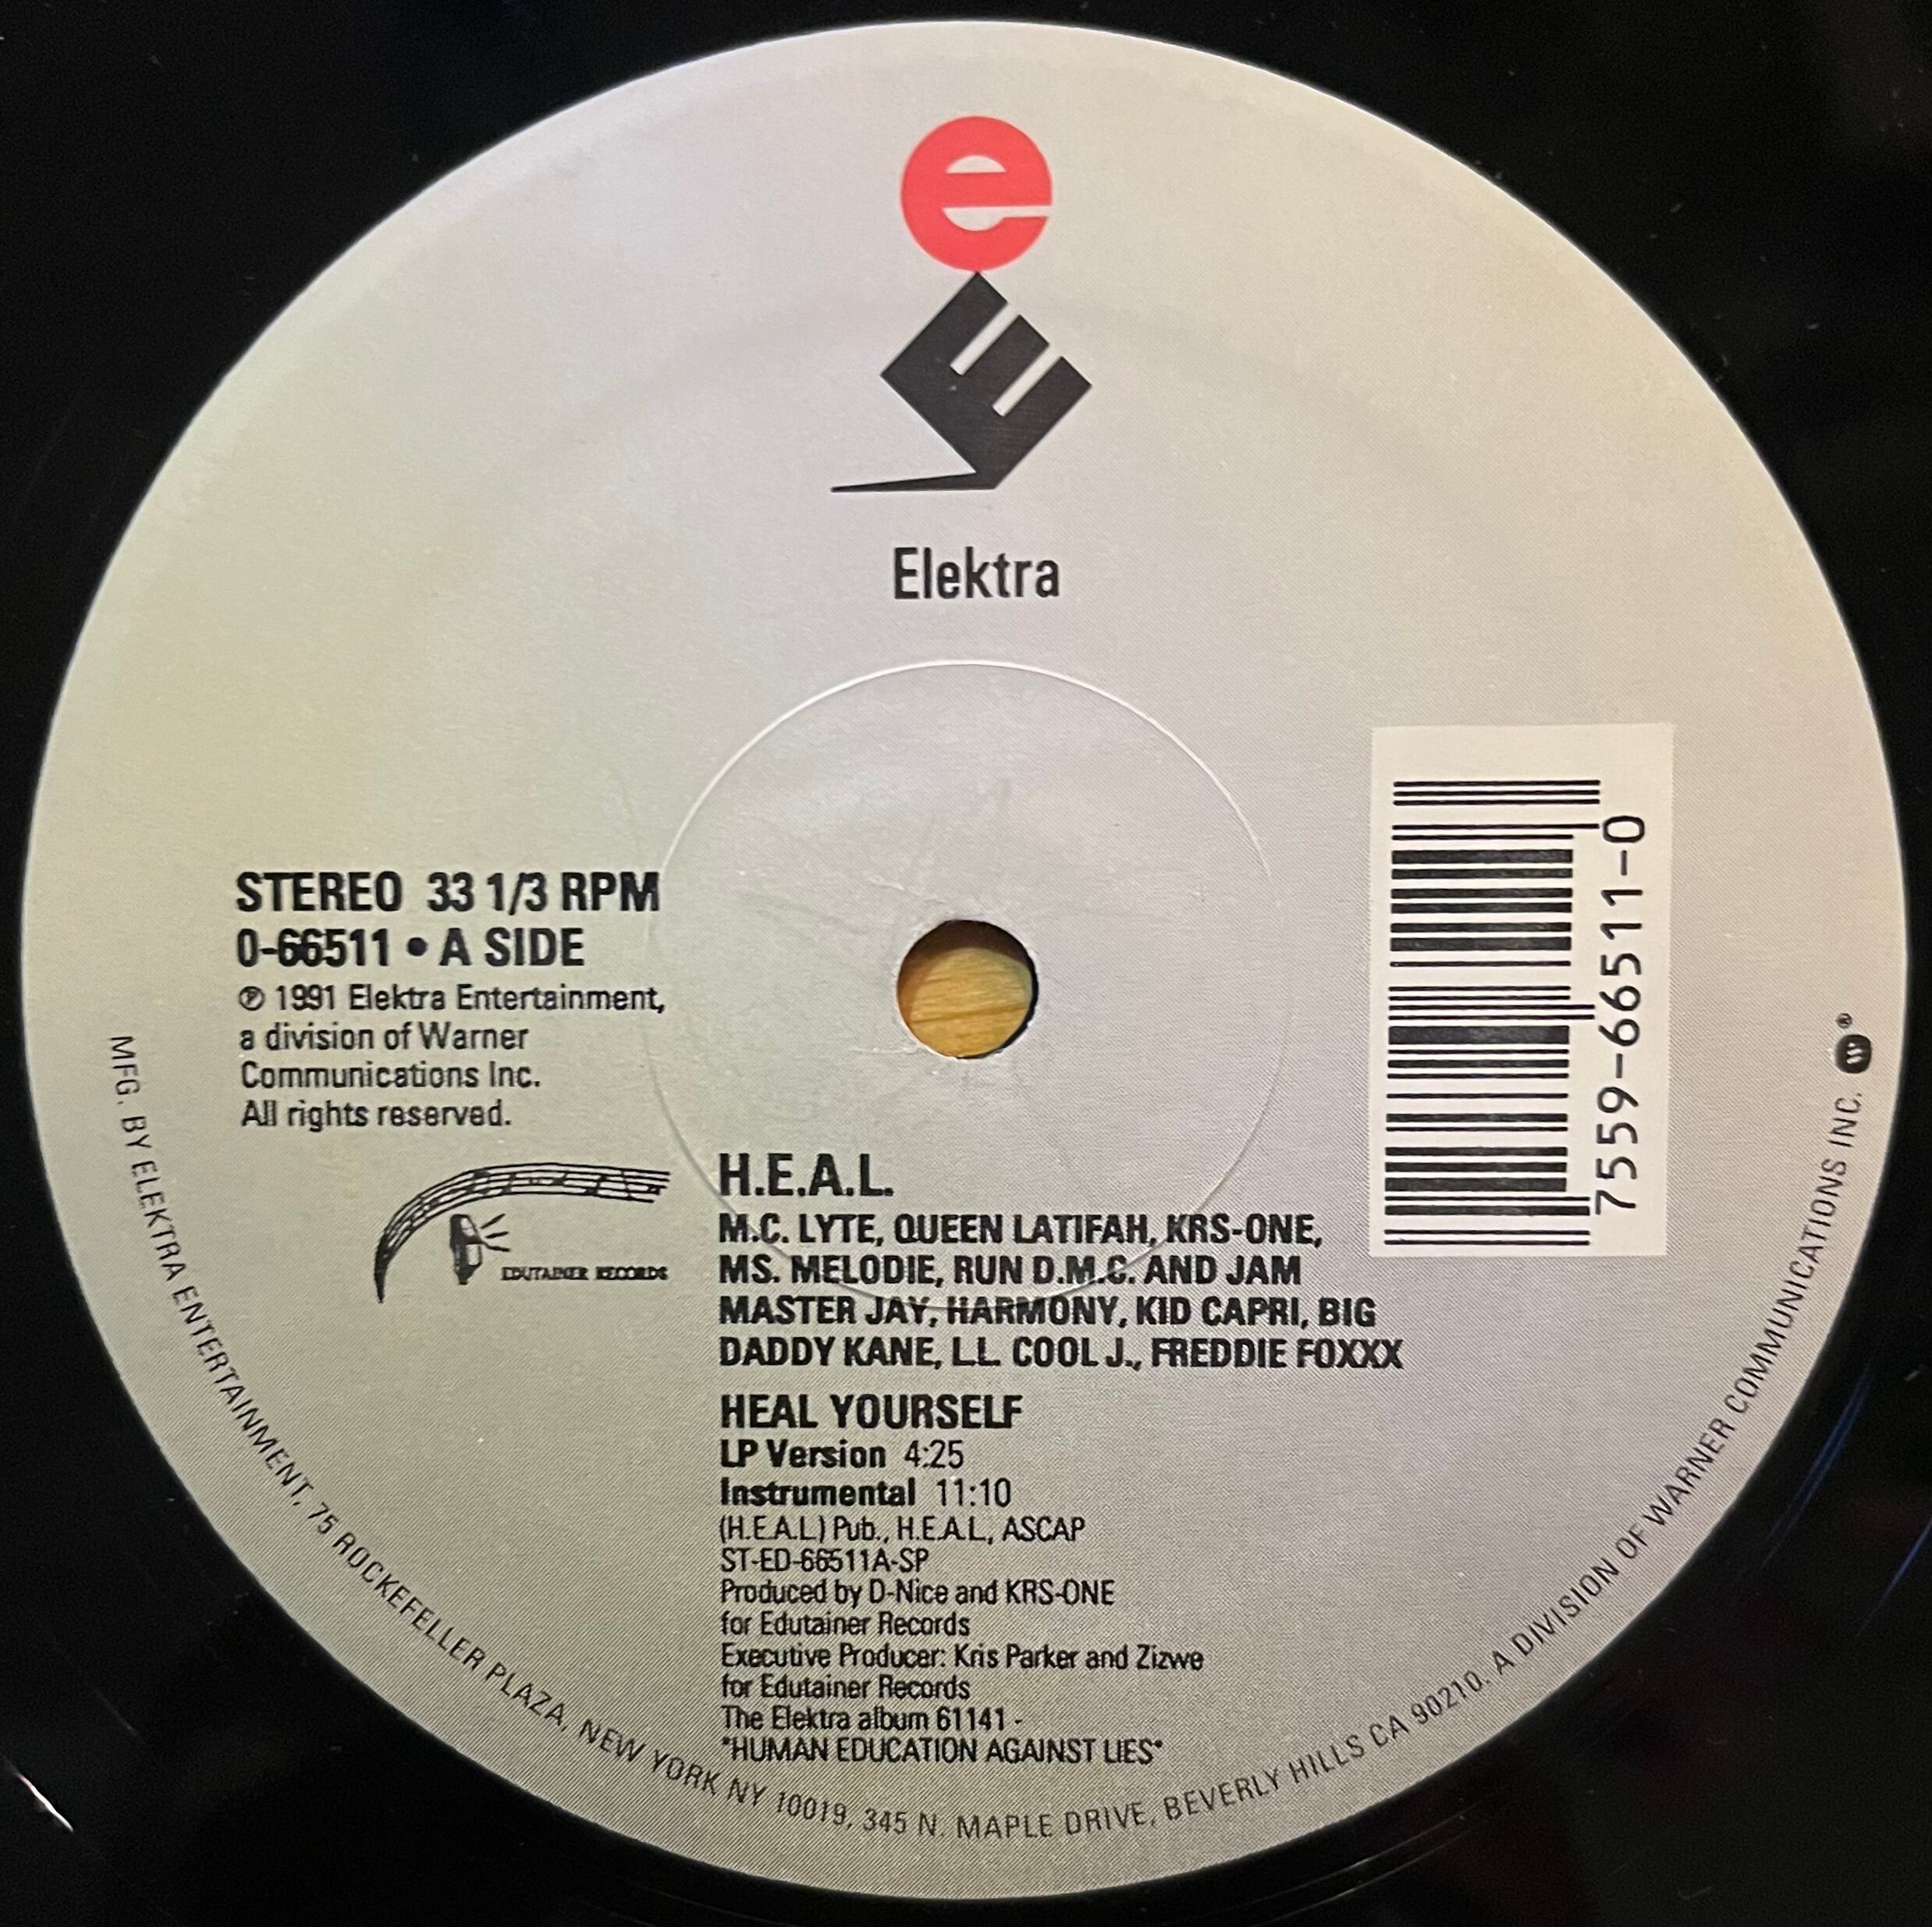 e
E
Elektra
STEREO 33 1/3 RPM
0-66511 • A SIDE
℗ 1991 Elektra Entertainment,
a division of Warner
Communications Inc.
All rights reserved.
EDUTAINER RECORDS
7559-66511-0
H.E.A.L.
M.C. LYTE, QUEEN LATIFAH, KRS-ONE,
MS. MELODIE, RUN D.M.C. AND JAM
MASTER JAY, HARMONY, KID CAPRI, BIG
DADDY KANE, L.L. COOL J., FREDDIE FOXXX
HEAL YOURSELF
LP Version 4:25
Instrumental 11:10
(H.E.A.L.) Pub., H.E.A.L, ASCAP
ST-ED-66511A-SP
Produced by D-Nice and KRS-ONE
for Edutainer Records
Executive Producer: Kris Parker and Zizwe
for Edutainer Records
The Elektra album 61141 -
"HUMAN EDUCATION AGAINST LIES"
MFG. BY ELEKTRA ENTERTAINMENT, 75 ROCKEFELLER PLAZA, NEW YORK NY 10019, 345 N. MAPLE DRIVE, BEVERLY HILLS CA 90210. A DIVISION OF WARNER COMMUNICATIONS INC. W ®